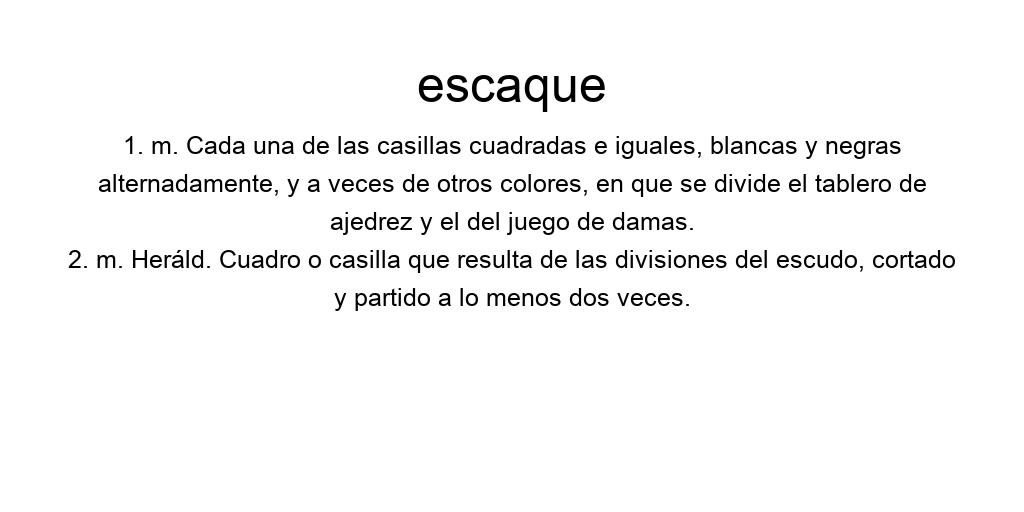 escaque
1. m. Cada una de las casillas cuadradas e iguales, blancas y negras
alternadamente, y a veces de otros colores, en que se divide el tablero de
ajedrez y el del juego de damas.
2. m. Heráld. Cuadro o casilla que resulta de las divisiones del escudo, cortado
y partido a lo menos dos veces.